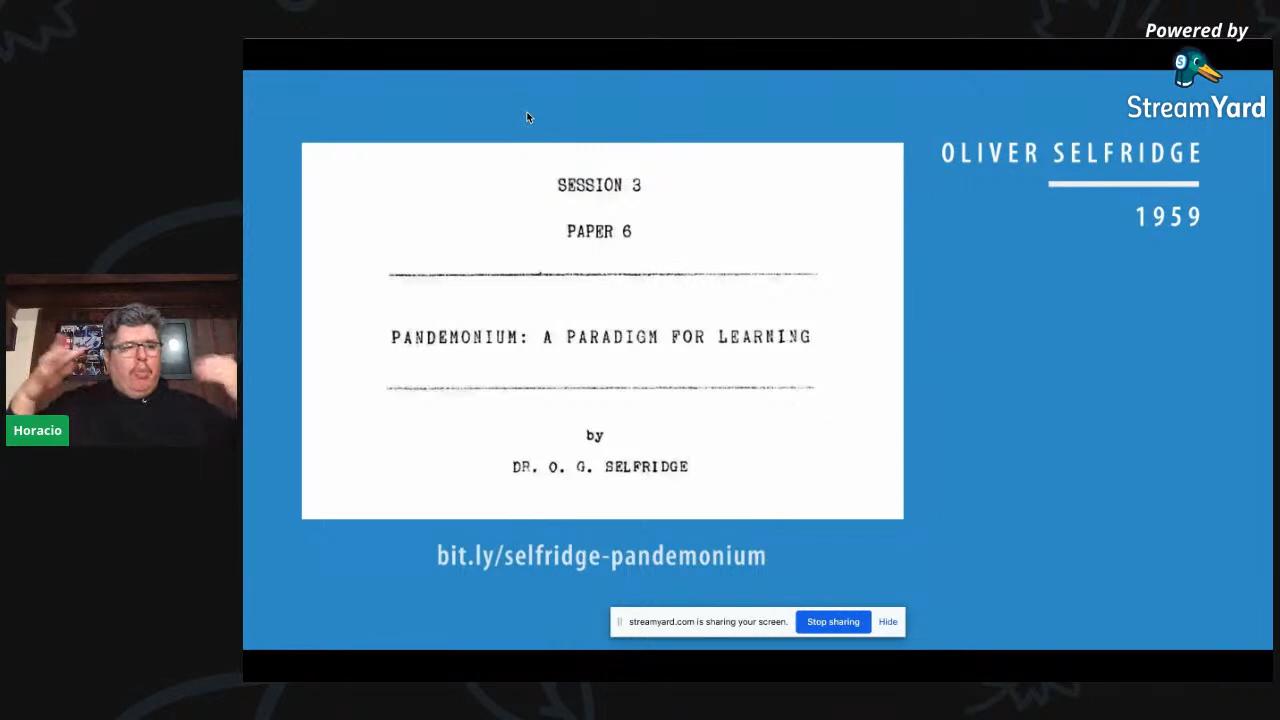 Powered by
StreamYard
OLIVER SELFRIDGE
1959
SESSION 3
PAPER 6
PANDEMONIUM: A PARADIGM FOR LEARNING
by
DR. O. G. SELFRIDGE
bit.ly/selfridge-pandemonium
streamyard.com is sharing your screen. Stop sharing Hide
Horacio